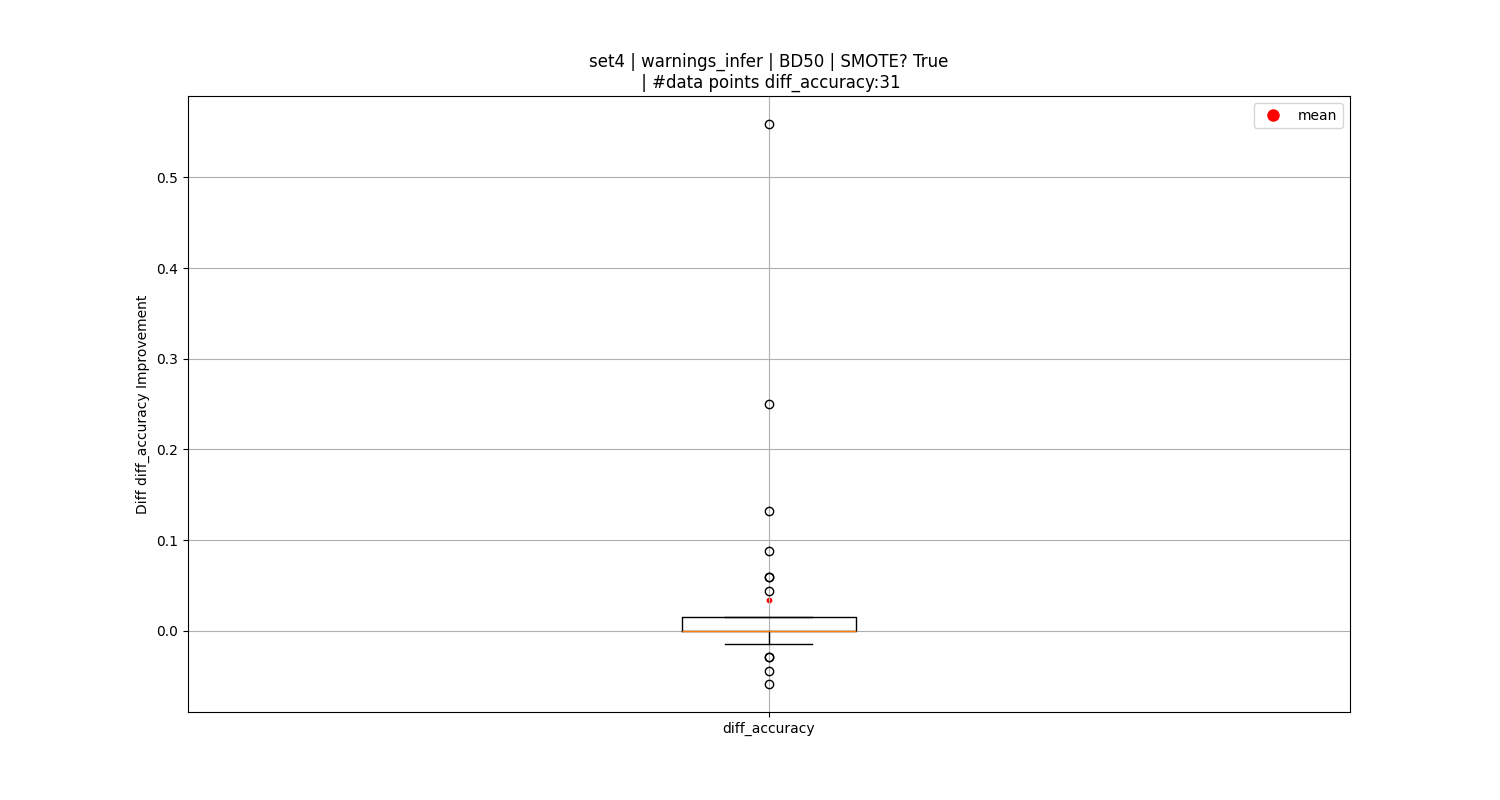 set4 | warnings_infer | BD50 | SMOTE? True
| #data points diff_accuracy:31
mean
Diff diff_accuracy Improvement
0.5
0.4
0.3
0.2
0.1
0.0
diff_accuracy